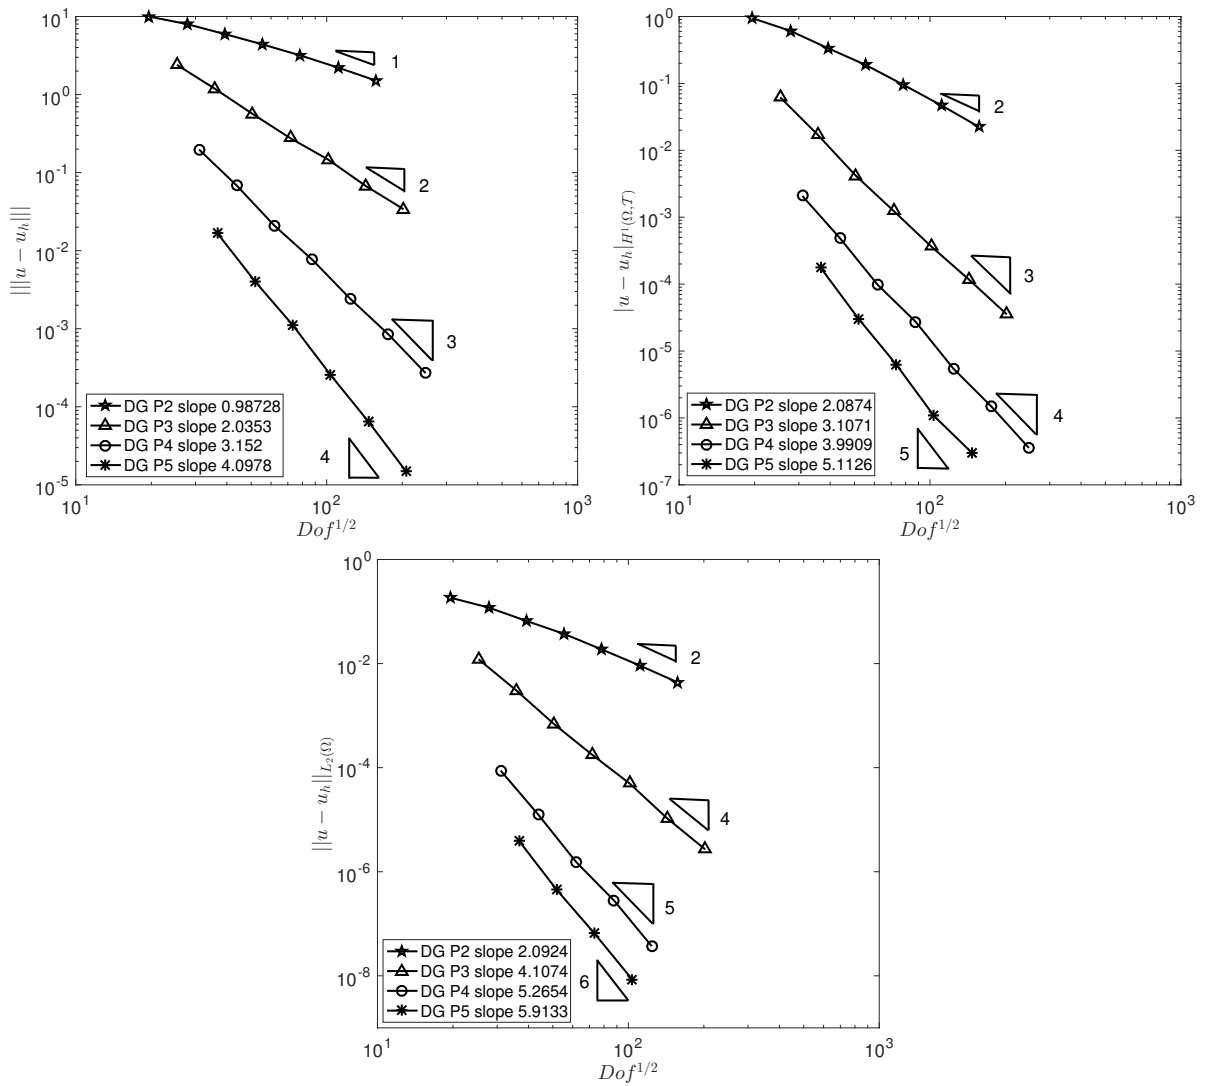 10^1
10^0
10^-1
10^-2
10^-3
10^-4
10^-5
|||u − u_h|||
1
2
3
4
DG P2 slope 0.98728
DG P3 slope 2.0353
DG P4 slope 3.152
DG P5 slope 4.0978
10^1
10^2
10^3
Dof^1/2
10^0
10^-1
10^-2
10^-3
10^-4
10^-5
10^-6
10^-7
|u − u_h|_H^1(Ω,T)
2
3
4
5
DG P2 slope 2.0874
DG P3 slope 3.1071
DG P4 slope 3.9909
DG P5 slope 5.1126
10^1
10^2
10^3
Dof^1/2
10^0
10^-2
10^-4
10^-6
10^-8
||u − u_h||_L_2(Ω)
2
4
5
6
DG P2 slope 2.0924
DG P3 slope 4.1074
DG P4 slope 5.2654
DG P5 slope 5.9133
10^1
10^2
10^3
Dof^1/2